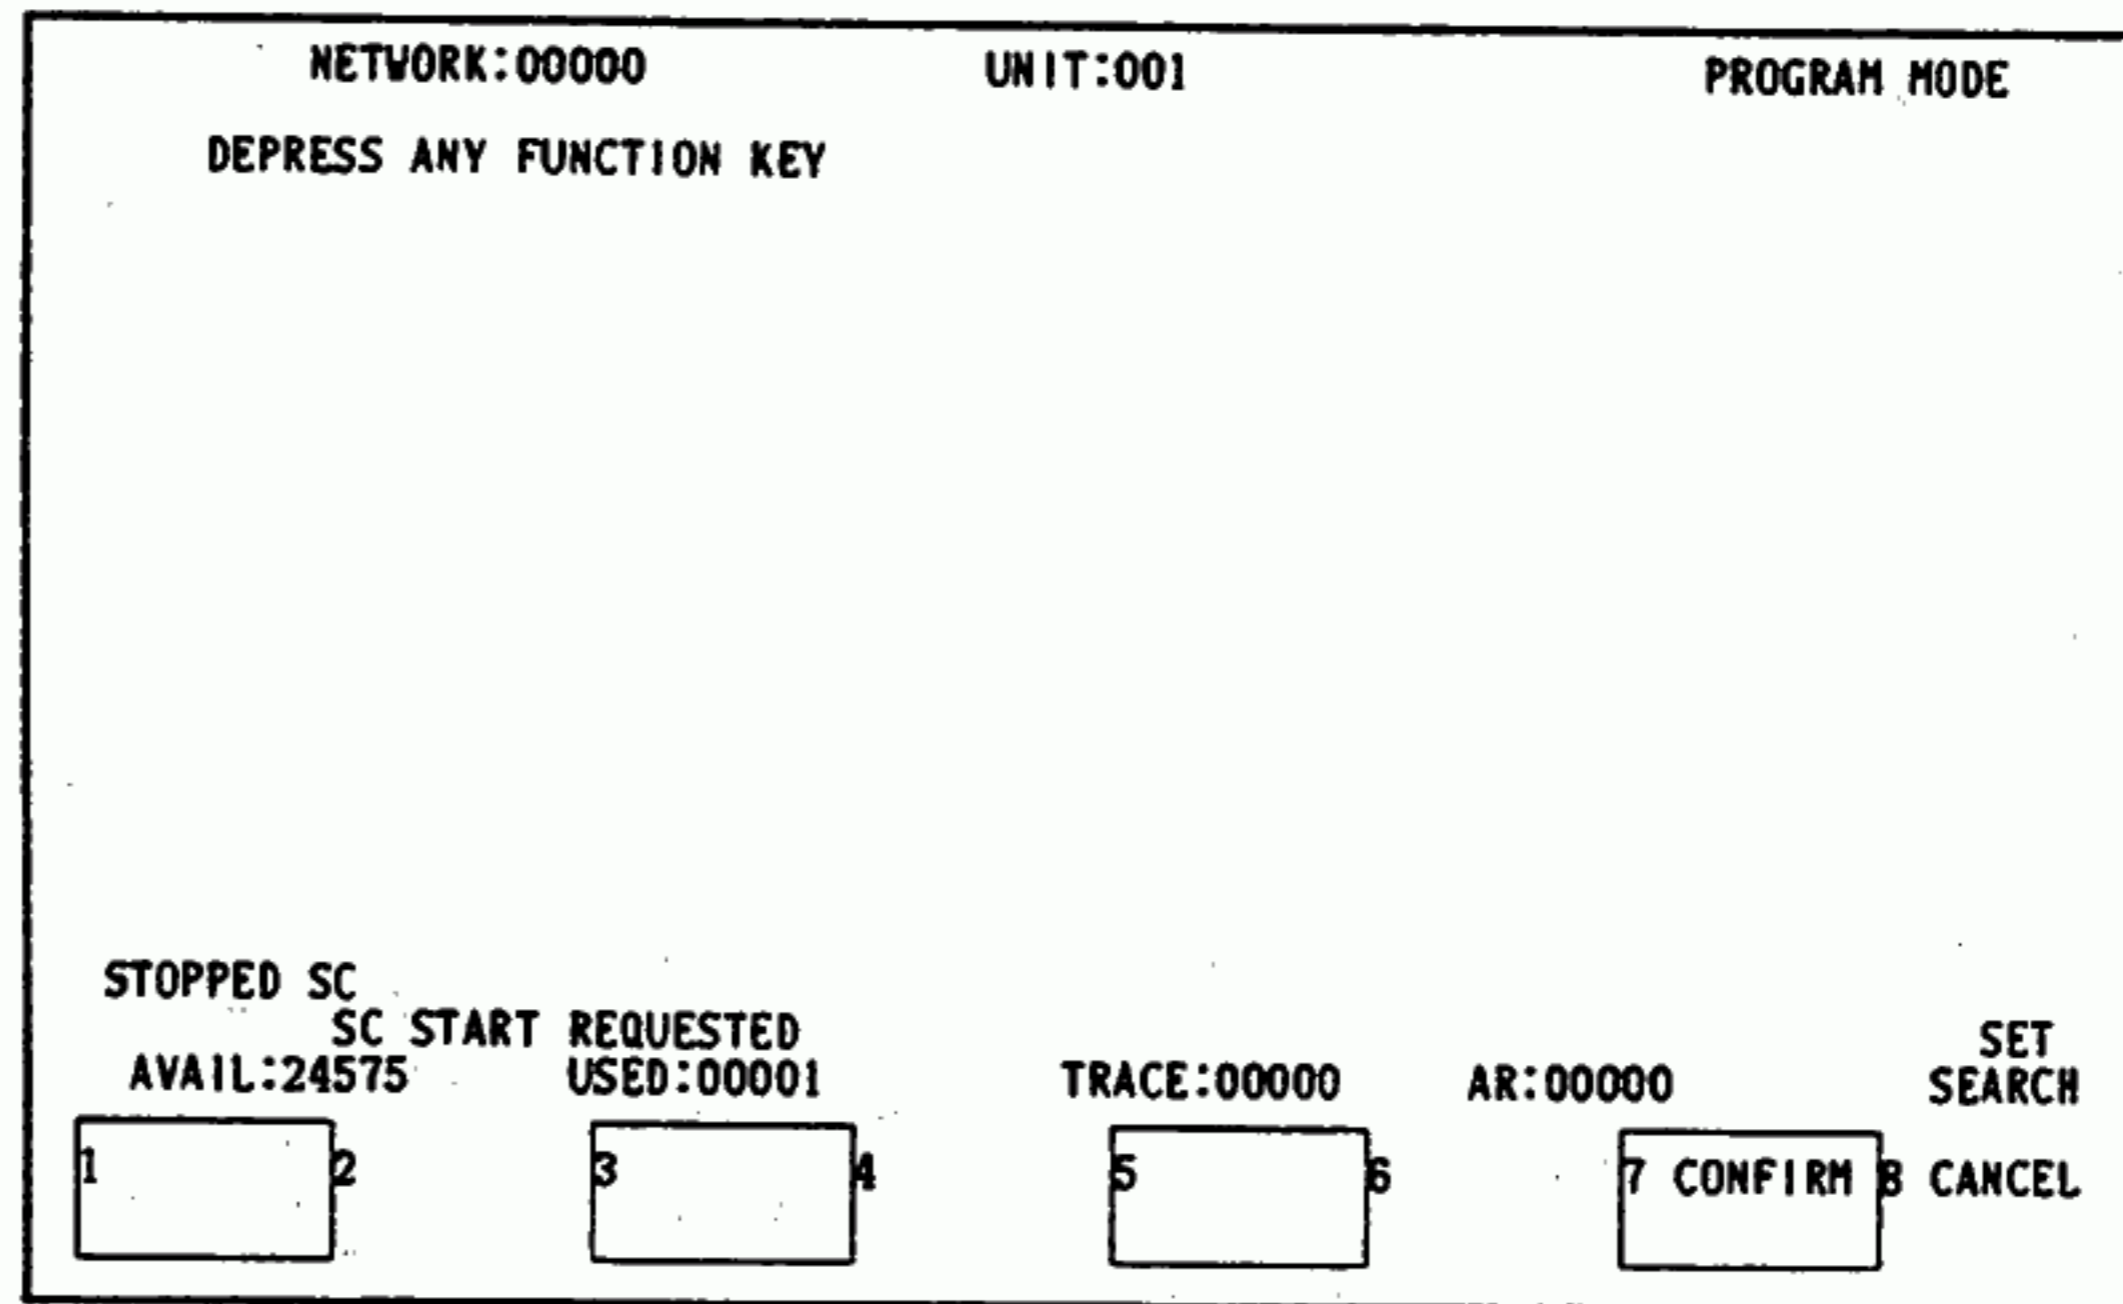 NETWORK:00000 UNIT:001 PROGRAM MODE
DEPRESS ANY FUNCTION KEY
STOPPED SC
SC START REQUESTED SET
AVAIL:24575 USED:00001 TRACE:00000 AR:00000 SEARCH
1 2 3 4 5 6 7 CONFIRM 8 CANCEL